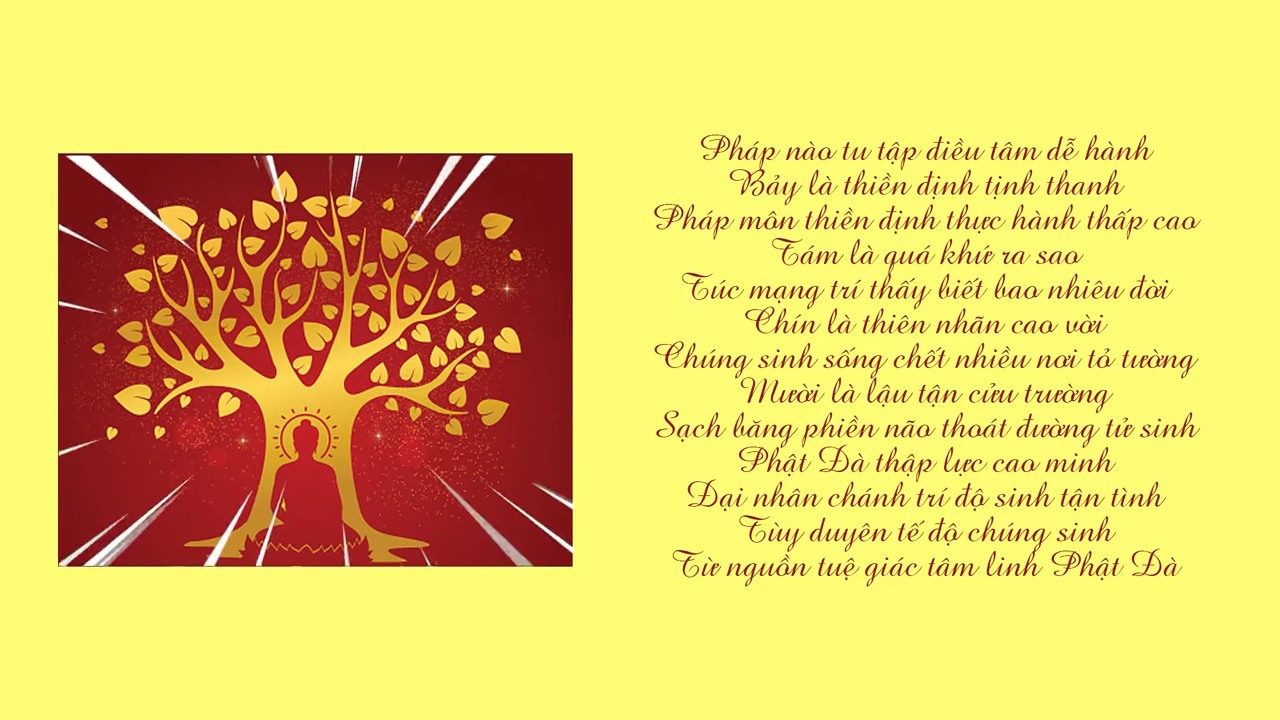 Pháp nào tu tập điều tâm dễ hành
Bảy là thiền định tịnh thanh
Pháp môn thiền định thực hành thấp cao
Tám là quá khứ ra sao
Túc mạng trí thấy biết bao nhiêu đời
Chín là thiên nhãn cao vời
Chúng sinh sống chết nhiều nơi tỏ tường
Mười là lậu tận cửu trường
Sạch băng phiền não thoát đường tử sinh
Phật Đà thập lực cao minh
Đại nhân chánh trí độ sinh tận tình
Tùy duyên tế độ chúng sinh
Từ nguồn tuệ giác tâm linh Phật Đà